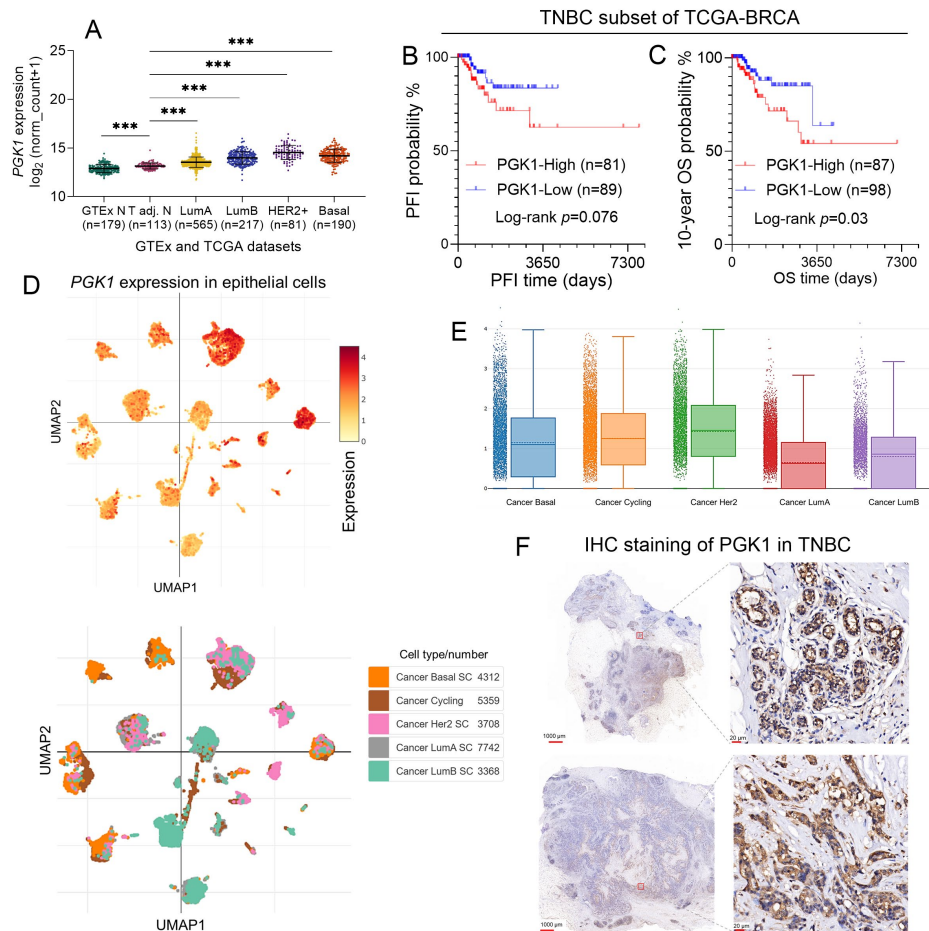 TNBC subset of TCGA-BRCA
A
PGK1 expression
log2 (norm_count+1)
25
20
15
10
***
***
***
***
***
GTEx N T adj. N LumA LumB HER2+ Basal
(n=179) (n=113) (n=565) (n=217) (n=81) (n=190)
GTEx and TCGA datasets
B
PFI probability %
100
50
0
PGK1-High (n=81)
PGK1-Low (n=89)
Log-rank p=0.076
0 3650 7300
PFI time (days)
C
10-year OS probability %
100
50
0
PGK1-High (n=87)
PGK1-Low (n=98)
Log-rank p=0.03
0 3650 7300
OS time (days)
D
PGK1 expression in epithelial cells
UMAP2
UMAP1
4
3
2
1
0
Expression
UMAP2
UMAP1
Cell type/number
Cancer Basal SC 4312
Cancer Cycling 5359
Cancer Her2 SC 3708
Cancer LumA SC 7742
Cancer LumB SC 3368
E
4
3
2
1
0
Cancer Basal Cancer Cycling Cancer Her2 Cancer LumA Cancer LumB
F
IHC staining of PGK1 in TNBC
1000 µm
20 µm
1000 µm
20 µm